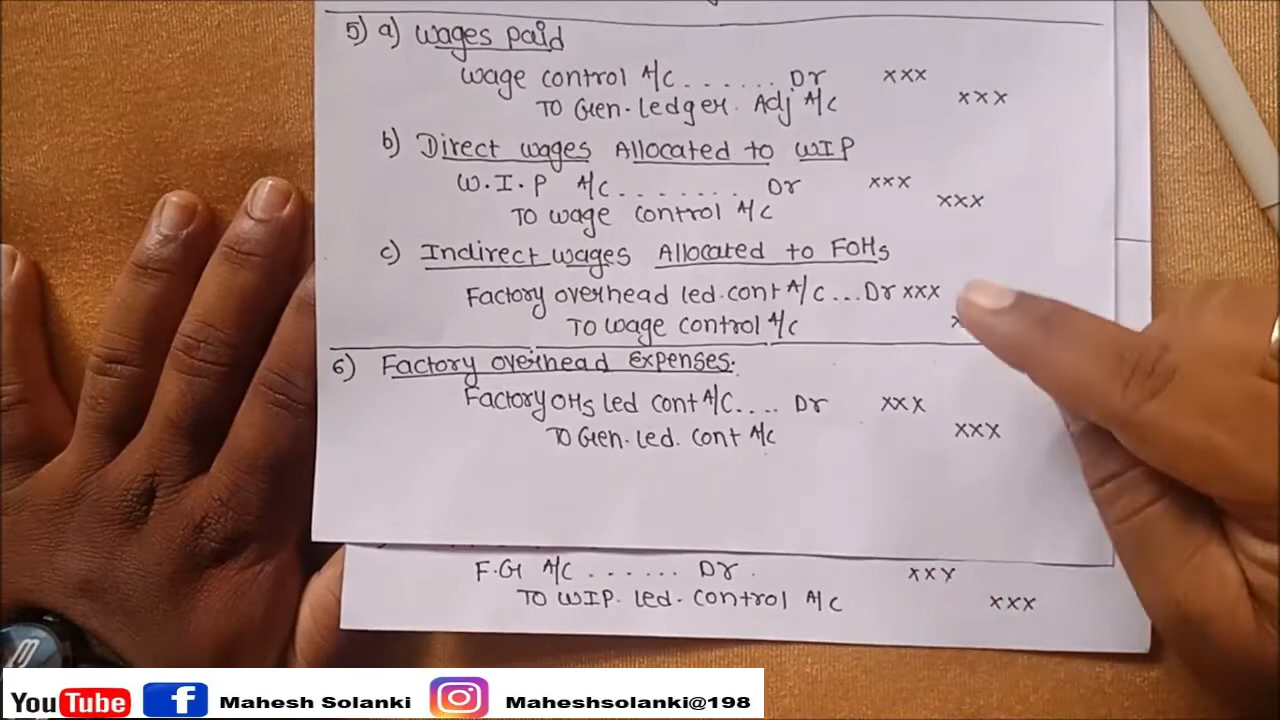 5) a) Wages Paid
Wage control A/C ....... Dr xxx
To Gen. Ledger. Adj A/C xxx
b) Direct wages Allocated to WIP
W.I.P A/C ....... Dr xxx
To wage control A/C xxx
c) Indirect wages Allocated to FOHs
Factory overhead led. cont A/C ... Dr xxx
To wage control A/C
6) Factory overhead Expenses.
Factory OHs Led cont A/C .... Dr xxx
To Gen. led. cont A/C xxx
F.G A/C ...... Dr. xxy
To WIP. led. control A/C xxx
YouTube f Mahesh Solanki Maheshsolanki@198